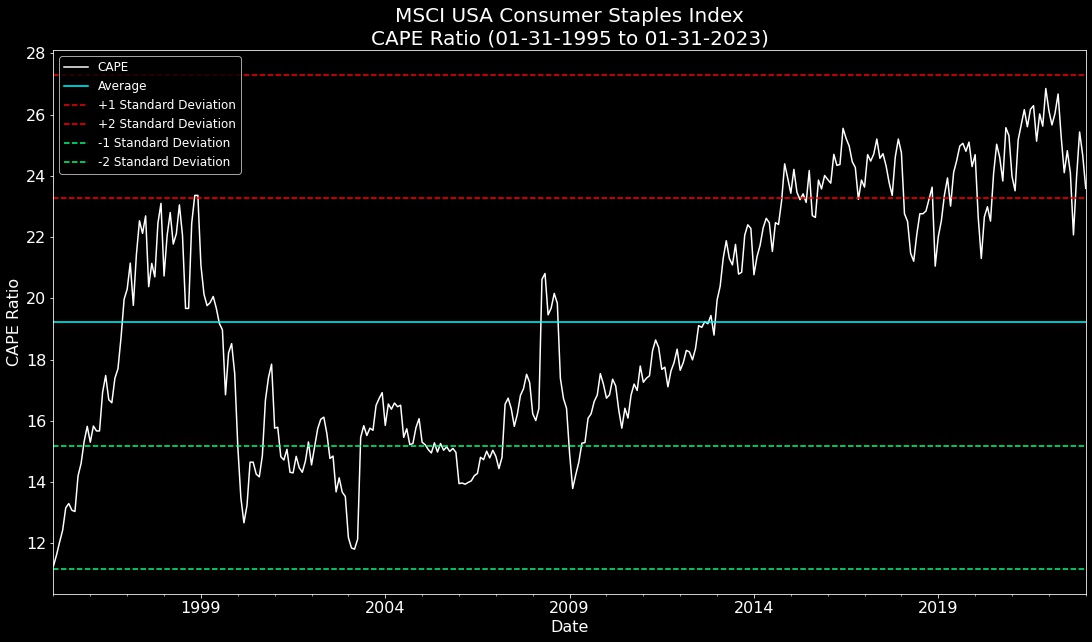 MSCI USA Consumer Staples Index
CAPE Ratio (01-31-1995 to 01-31-2023)
28
26
24
22
20
18
16
14
12
CAPE Ratio
CAPE
Average
+1 Standard Deviation
+2 Standard Deviation
-1 Standard Deviation
-2 Standard Deviation
1999
2004
2009
2014
2019
Date